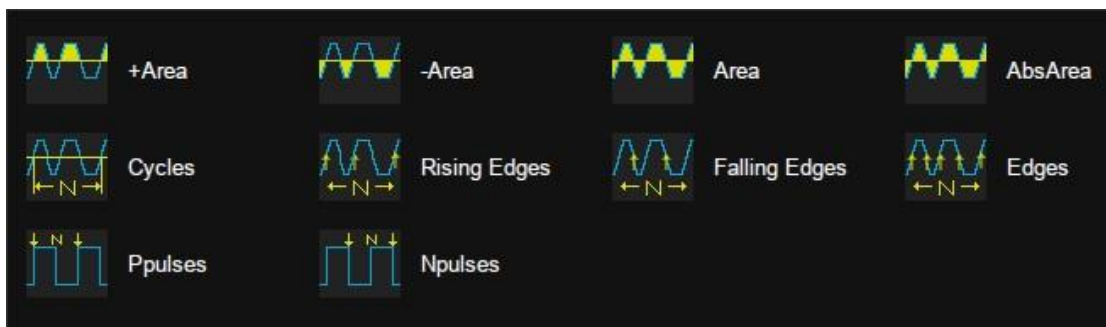 +Area -Area Area AbsArea
N Cycles N Rising Edges N Falling Edges N Edges
N Ppulses N Npulses